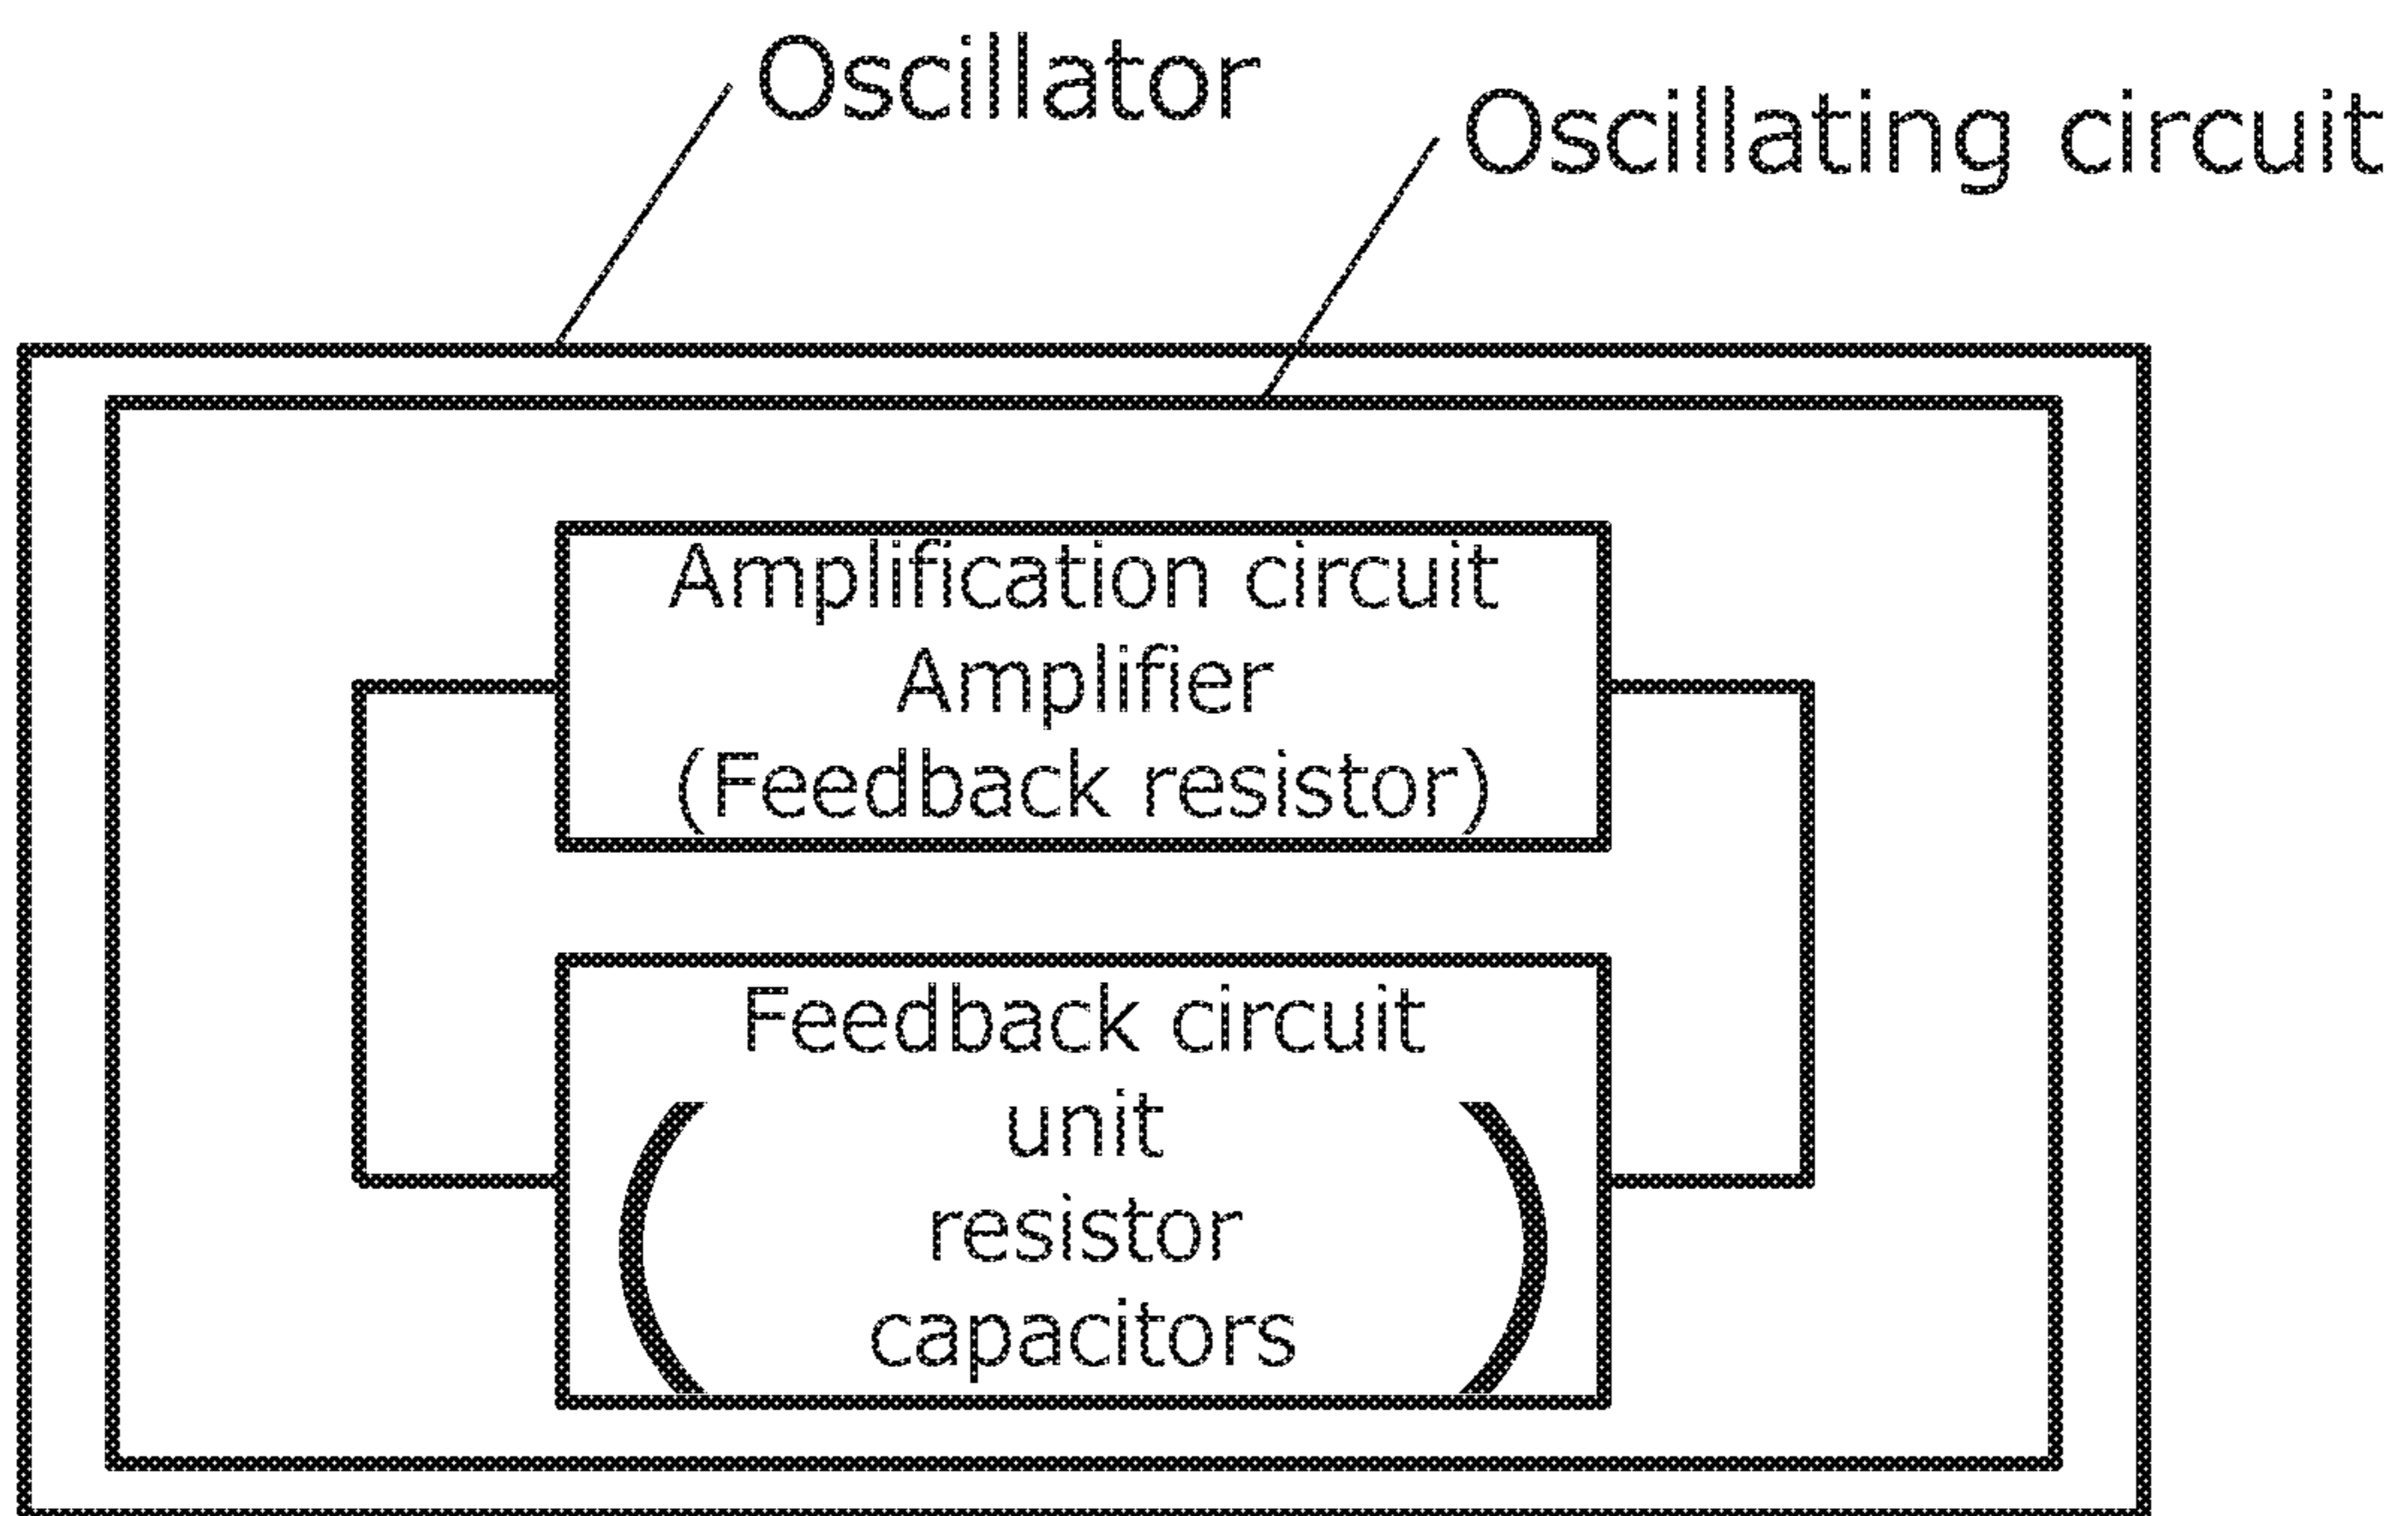 Oscillator
Oscillating circuit
Amplification circuit
Amplifier
(Feedback resistor)
Feedback circuit
unit
resistor
capacitors